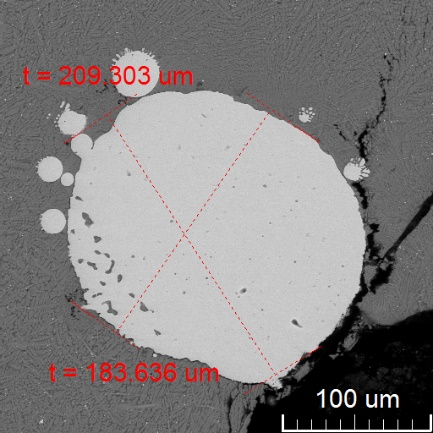 t = 209.303 um
t = 183.636 um
100 um